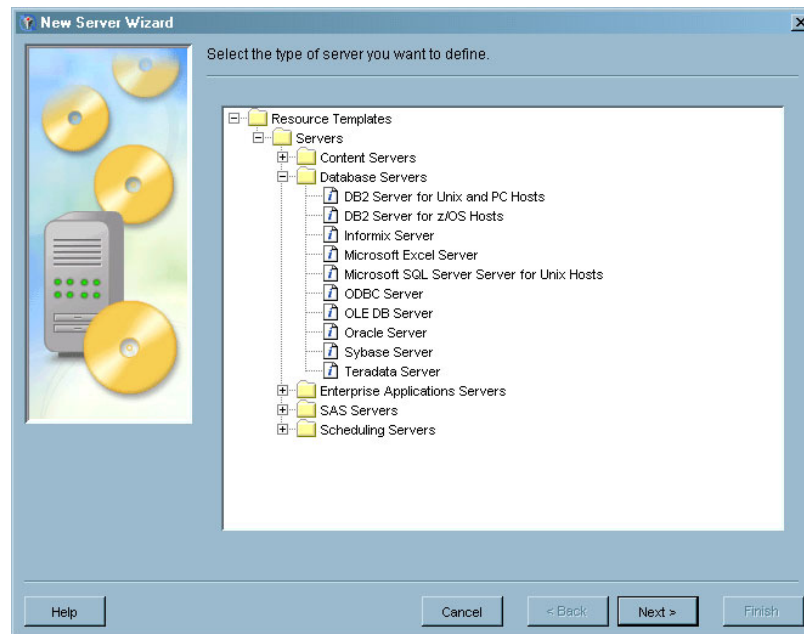 New Server Wizard
Select the type of server you want to define.
Resource Templates
Servers
Content Servers
Database Servers
DB2 Server for Unix and PC Hosts
DB2 Server for z/OS Hosts
Informix Server
Microsoft Excel Server
Microsoft SQL Server Server for Unix Hosts
ODBC Server
OLE DB Server
Oracle Server
Sybase Server
Teradata Server
Enterprise Applications Servers
SAS Servers
Scheduling Servers
Help
Cancel
< Back
Next >
Finish